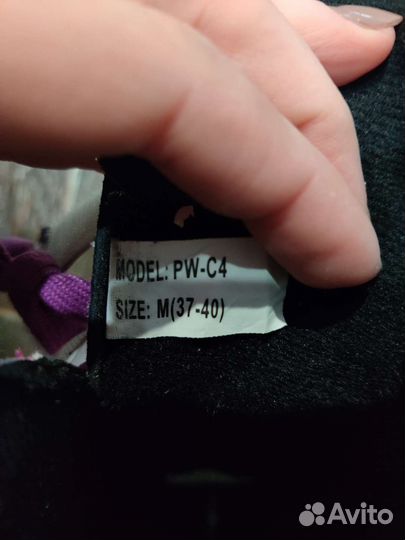 MODEL: PW-C4
SIZE: M(37-40)
Avito